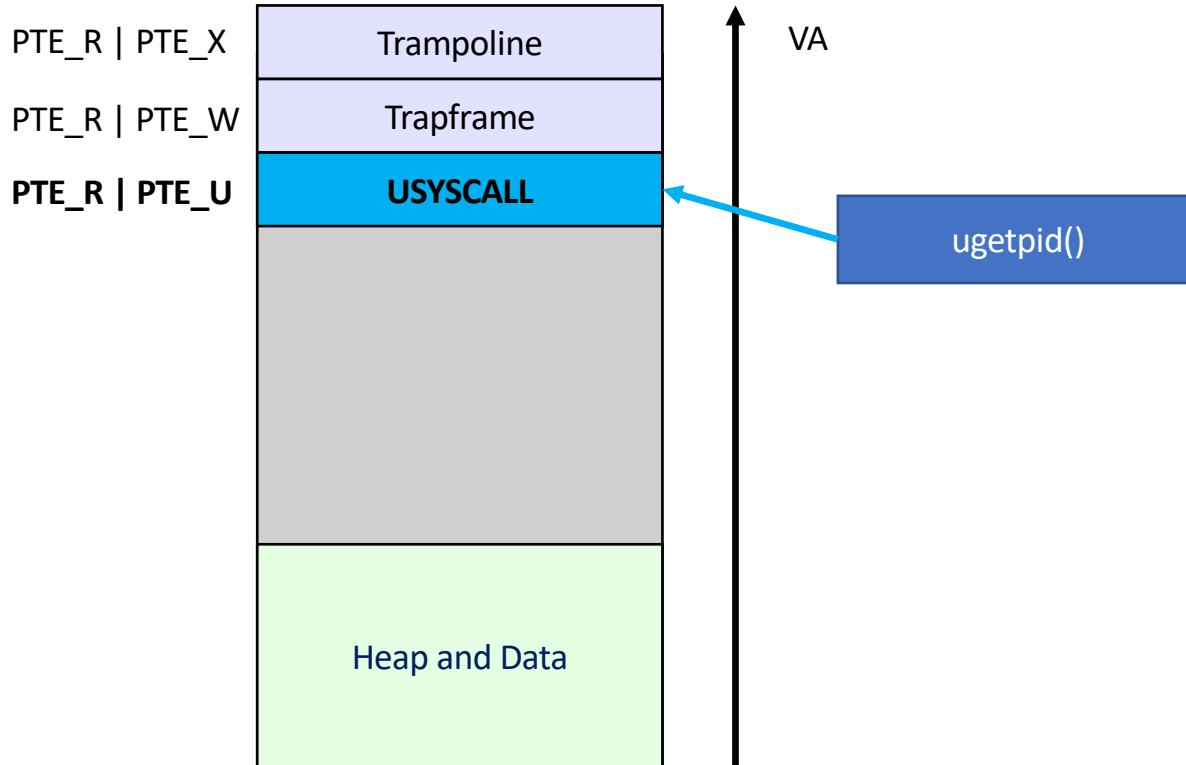 PTE_R | PTE_X
Trampoline
VA
PTE_R | PTE_W
Trapframe
PTE_R | PTE_U
USYSCALL
ugetpid()
Heap and Data